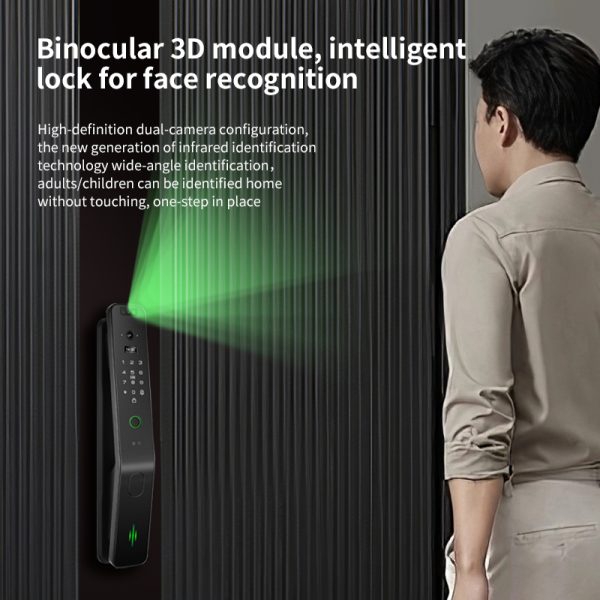 Binocular 3D module, intelligent
lock for face recognition
High-definition dual-camera configuration,
the new generation of infrared identification
technology wide-angle identification，
adults/children can be identified home
without touching, one-step in place